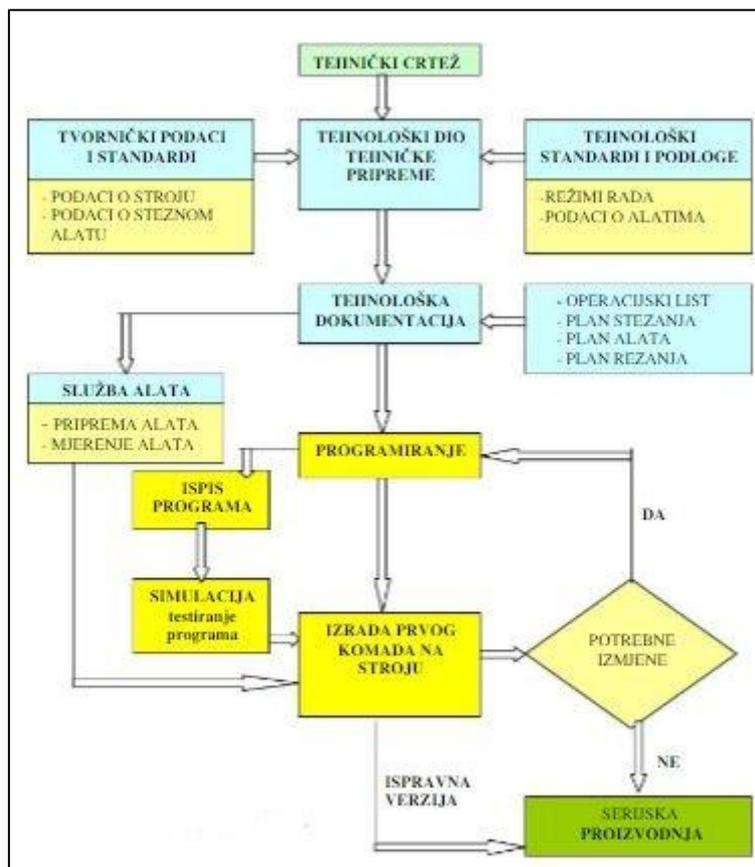 TEHNIČKI CRTEŽ
TVORNIČKI PODACI
I STANDARDI
- PODACI O STROJU
- PODACI O STEZNOM
ALATU
TEHNOLOŠKI DIO
TEHNIČKE
PRIPREME
TEHNOLOŠKI
STANDARDI I PODLOGE
-REŽIMI RADA
-PODACI O ALATIMA
TEHNOLOŠKA
DOKUMENTACIJA
- OPERACIJSKI LIST
- PLAN STEZANJA
- PLAN ALATA
- PLAN REZANJA
SLUŽBA ALATA
- PRIPREMA ALATA
- MJERENJE ALATA
PROGRAMIRANJE
ISPIS
PROGRAMA
DA
SIMULACIJA
testiranje
programa
IZRADA PRVOG
KOMADA NA
STROJU
POTREBNE
IZMJENE
NE
ISPRAVNA
VERZIJA
SERIJSKA
PROIZVODNJA